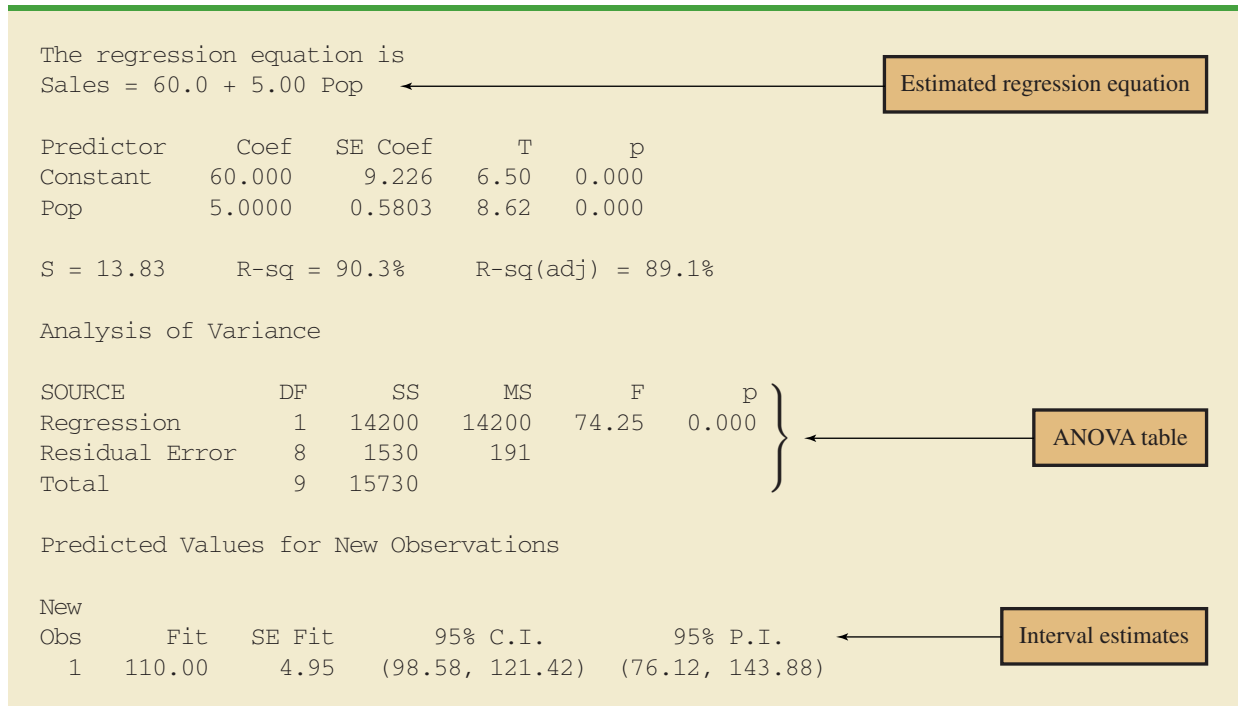 The regression equation is
Sales = 60.0 + 5.00 Pop
Estimated regression equation
Predictor Coef SE Coef T p
Constant 60.000 9.226 6.50 0.000
Pop 5.0000 0.5803 8.62 0.000
S = 13.83 R-sq = 90.3% R-sq(adj) = 89.1%
Analysis of Variance
SOURCE DF SS MS F p
Regression 1 14200 14200 74.25 0.000
Residual Error 8 1530 191
Total 9 15730
ANOVA table
Predicted Values for New Observations
New
Obs Fit SE Fit 95% C.I. 95% P.I.
1 110.00 4.95 (98.58, 121.42) (76.12, 143.88)
Interval estimates